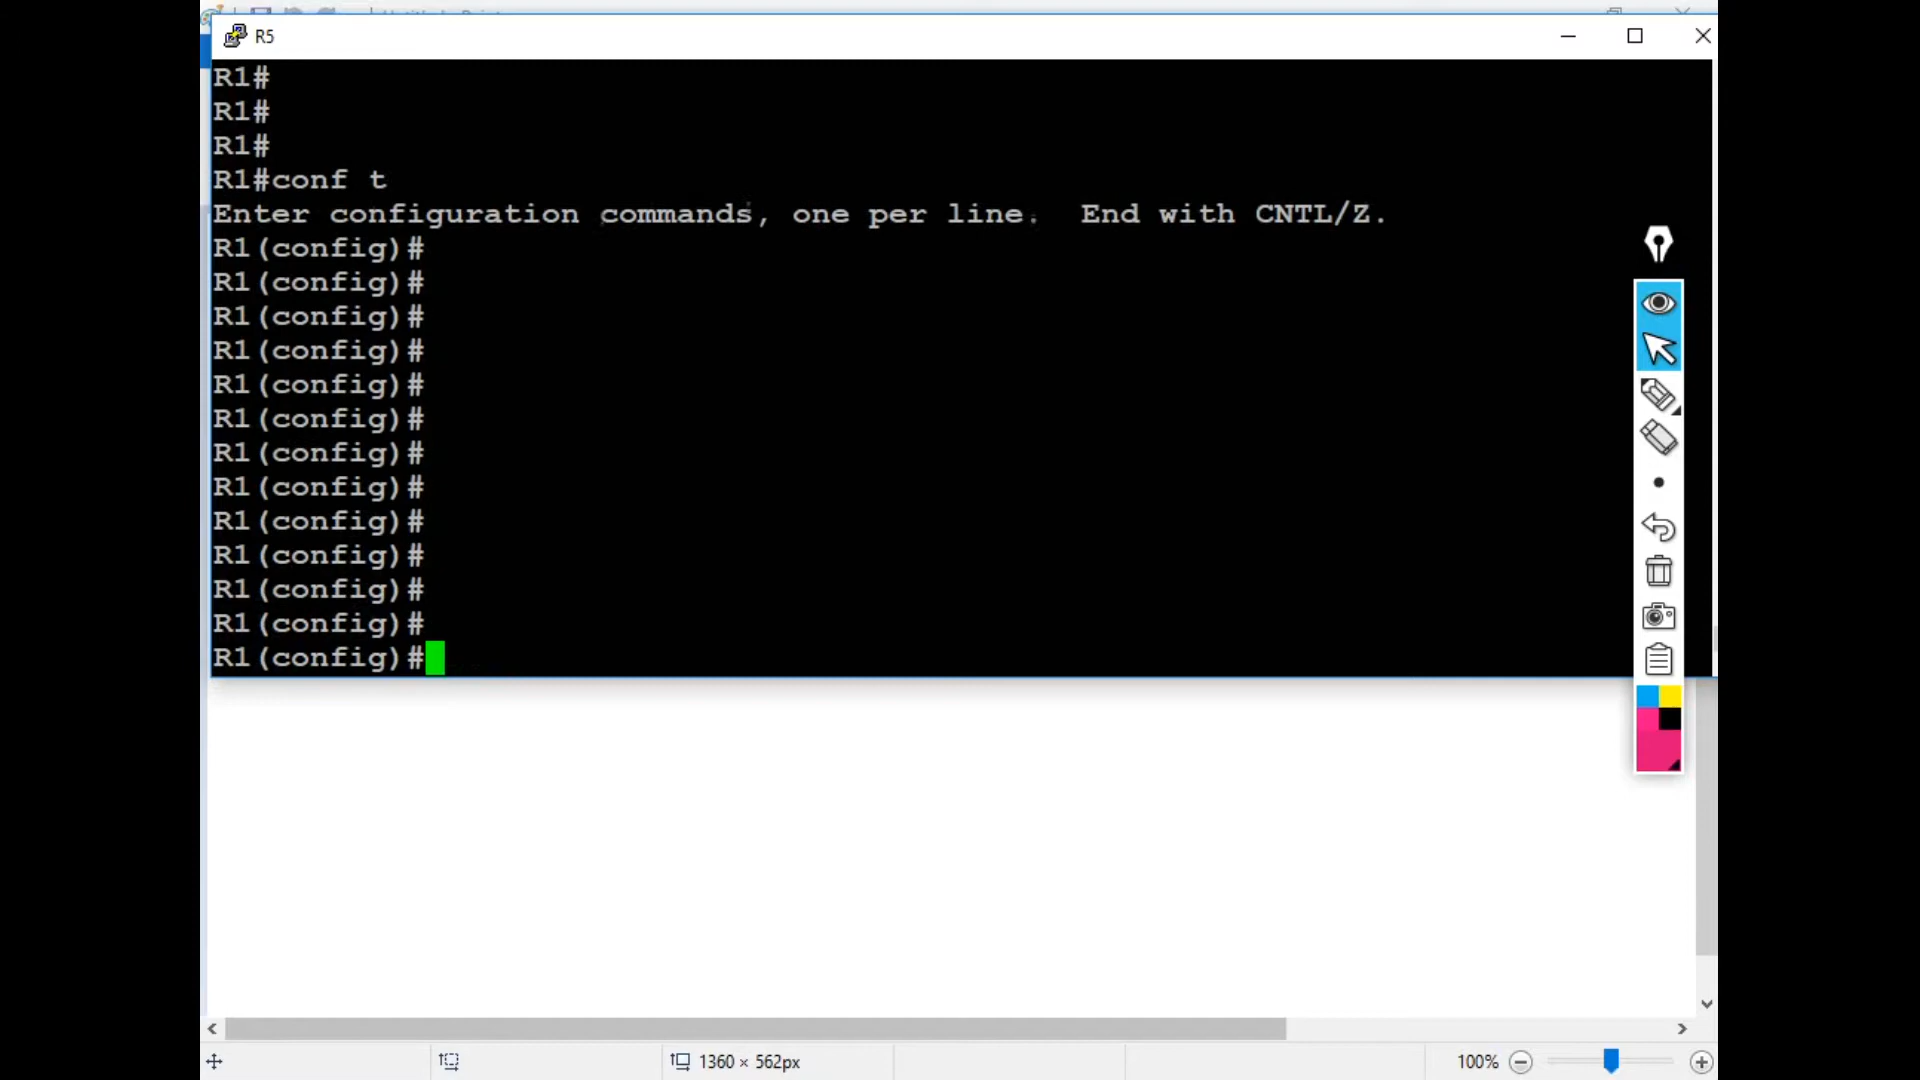 R5
R1#
R1#
R1#
R1#conf t
Enter configuration commands, one per line.  End with CNTL/Z.
R1(config)#
R1(config)#
R1(config)#
R1(config)#
R1(config)#
R1(config)#
R1(config)#
R1(config)#
R1(config)#
R1(config)#
R1(config)#
R1(config)#
R1(config)#
1360 × 562px
100%